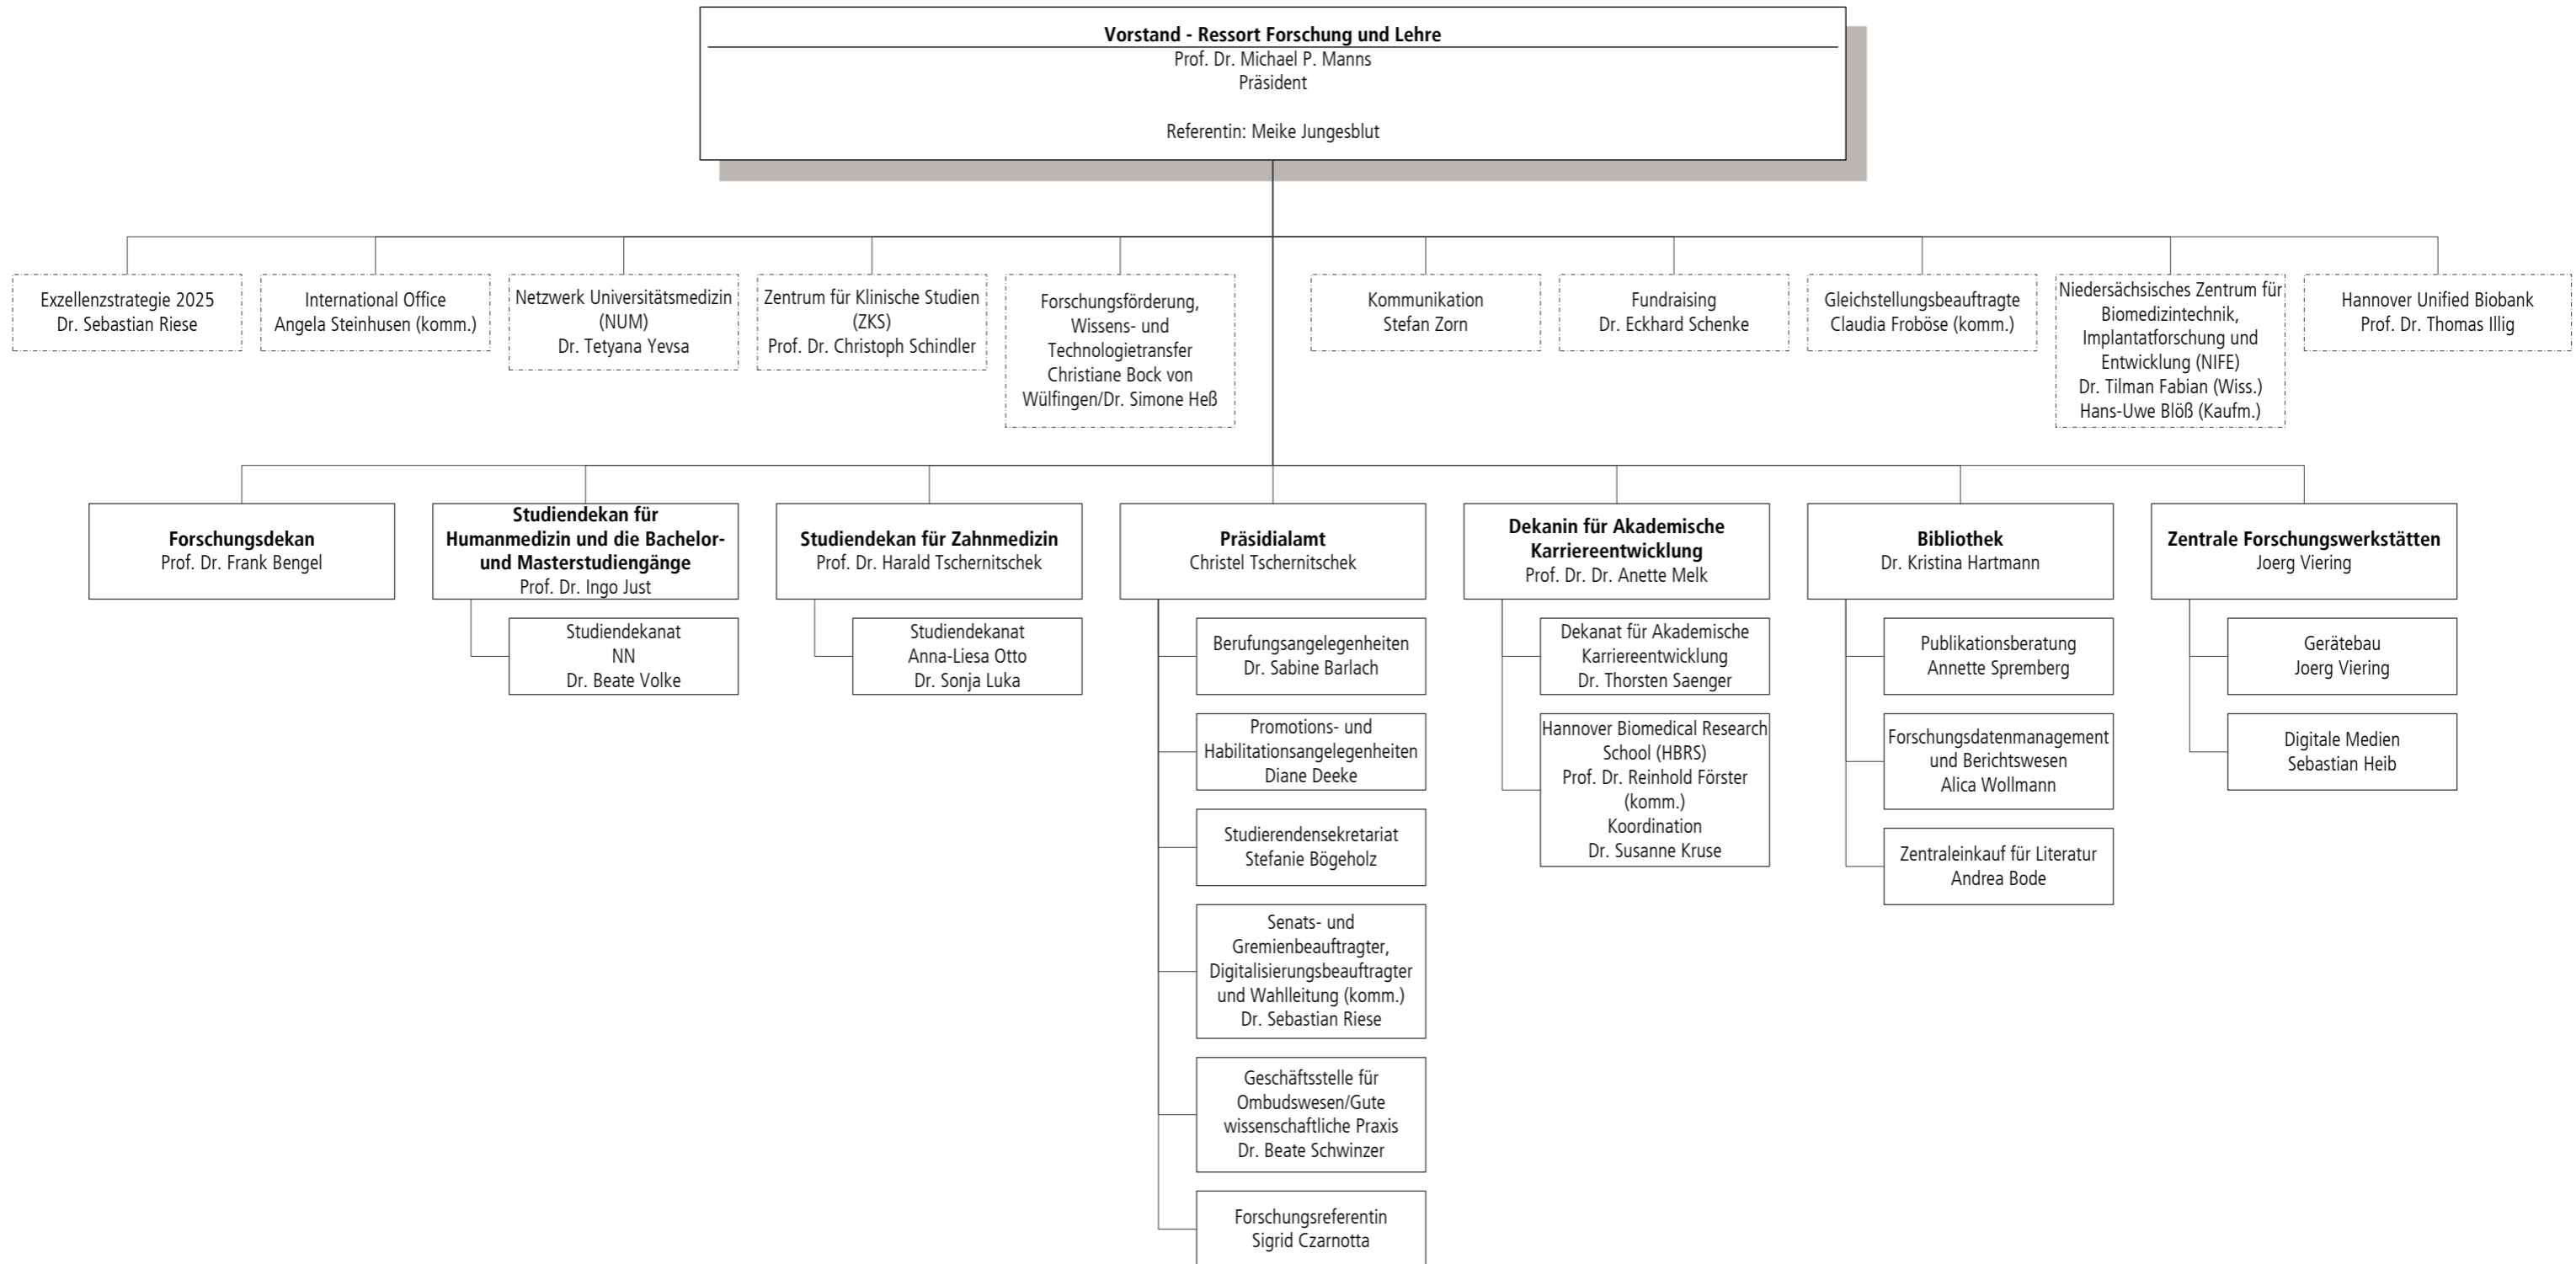 Vorstand - Ressort Forschung und Lehre
Prof. Dr. Michael P. Manns
Präsident
Referentin: Meike Jungesblut
Exzellenzstrategie 2025
Dr. Sebastian Riese
International Office
Angela Steinhusen (komm.)
Netzwerk Universitätsmedizin
(NUM)
Dr. Tetyana Yevsa
Zentrum für Klinische Studien
(ZKS)
Prof. Dr. Christoph Schindler
Forschungsförderung,
Wissens- und
Technologietransfer
Christiane Bock von
Wülfingen/Dr. Simone Heß
Kommunikation
Stefan Zorn
Fundraising
Dr. Eckhard Schenke
Gleichstellungsbeauftragte
Claudia Froböse (komm.)
Niedersächsisches Zentrum für
Biomedizintechnik,
Implantatforschung und
Entwicklung (NIFE)
Dr. Tilman Fabian (Wiss.)
Hans-Uwe Blöß (Kaufm.)
Hannover Unified Biobank
Prof. Dr. Thomas Illig
Forschungsdekan
Prof. Dr. Frank Bengel
Studiendekan für
Humanmedizin und die Bachelor-
und Masterstudiengänge
Prof. Dr. Ingo Just
Studiendekanat
NN
Dr. Beate Volke
Studiendekan für Zahnmedizin
Prof. Dr. Harald Tschernitschek
Studiendekanat
Anna-Liesa Otto
Dr. Sonja Luka
Präsidialamt
Christel Tschernitschek
Berufungsangelegenheiten
Dr. Sabine Barlach
Promotions- und
Habilitationsangelegenheiten
Diane Deeke
Studierendensekretariat
Stefanie Bögeholz
Senats- und
Gremienbeauftragter,
Digitalisierungsbeauftragter
und Wahlleitung (komm.)
Dr. Sebastian Riese
Geschäftsstelle für
Ombudswesen/Gute
wissenschaftliche Praxis
Dr. Beate Schwinzer
Forschungsreferentin
Sigrid Czarnotta
Dekanin für Akademische
Karriereentwicklung
Prof. Dr. Dr. Anette Melk
Dekanat für Akademische
Karriereentwicklung
Dr. Thorsten Saenger
Hannover Biomedical Research
School (HBRS)
Prof. Dr. Reinhold Förster
(komm.)
Koordination
Dr. Susanne Kruse
Bibliothek
Dr. Kristina Hartmann
Publikationsberatung
Annette Spremberg
Forschungsdatenmanagement
und Berichtswesen
Alica Wollmann
Zentraleinkauf für Literatur
Andrea Bode
Zentrale Forschungswerkstätten
Joerg Viering
Gerätebau
Joerg Viering
Digitale Medien
Sebastian Heib